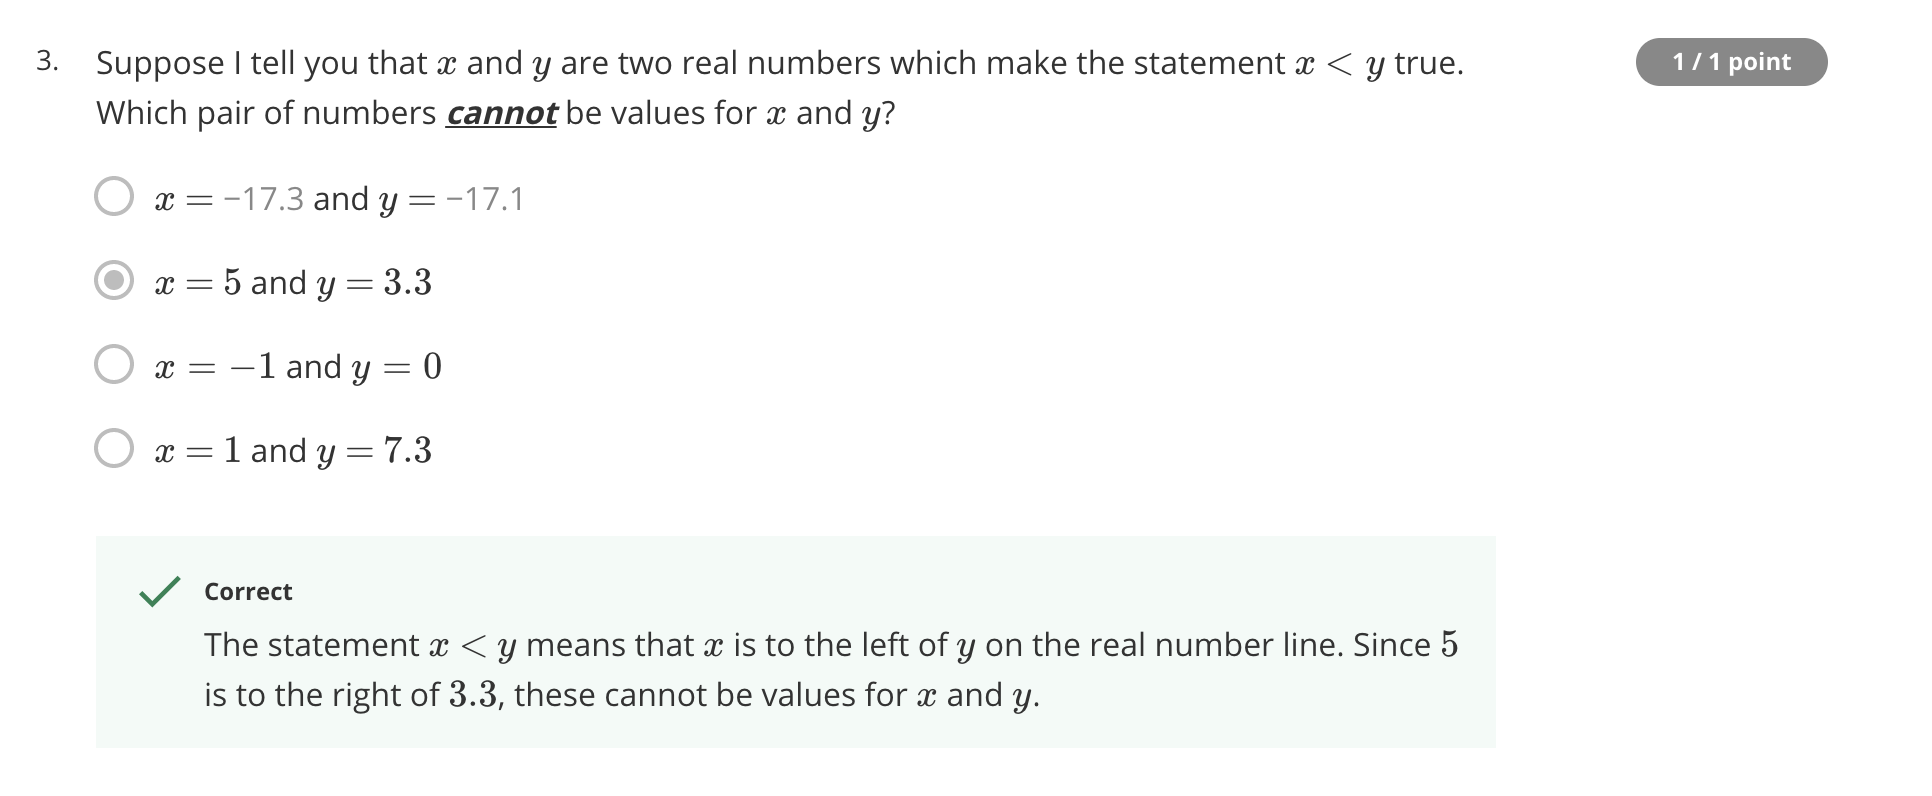 3. Suppose I tell you that x and y are two real numbers which make the statement x < y true.
1 / 1 point
Which pair of numbers cannot be values for x and y?
x = −17.3 and y = −17.1
x = 5 and y = 3.3
x = −1 and y = 0
x = 1 and y = 7.3
Correct
The statement x < y means that x is to the left of y on the real number line. Since 5
is to the right of 3.3, these cannot be values for x and y.